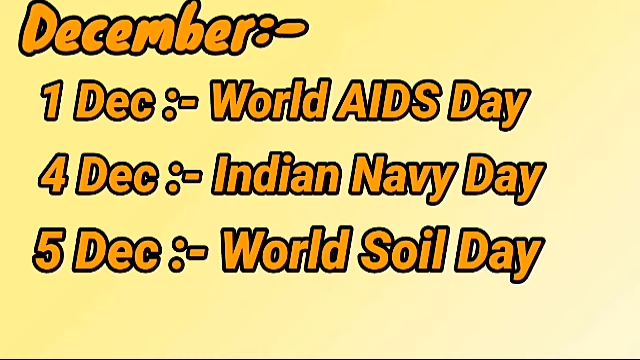 December:-
1 Dec :- World AIDS Day
4 Dec :- Indian Navy Day
5 Dec :- World Soil Day